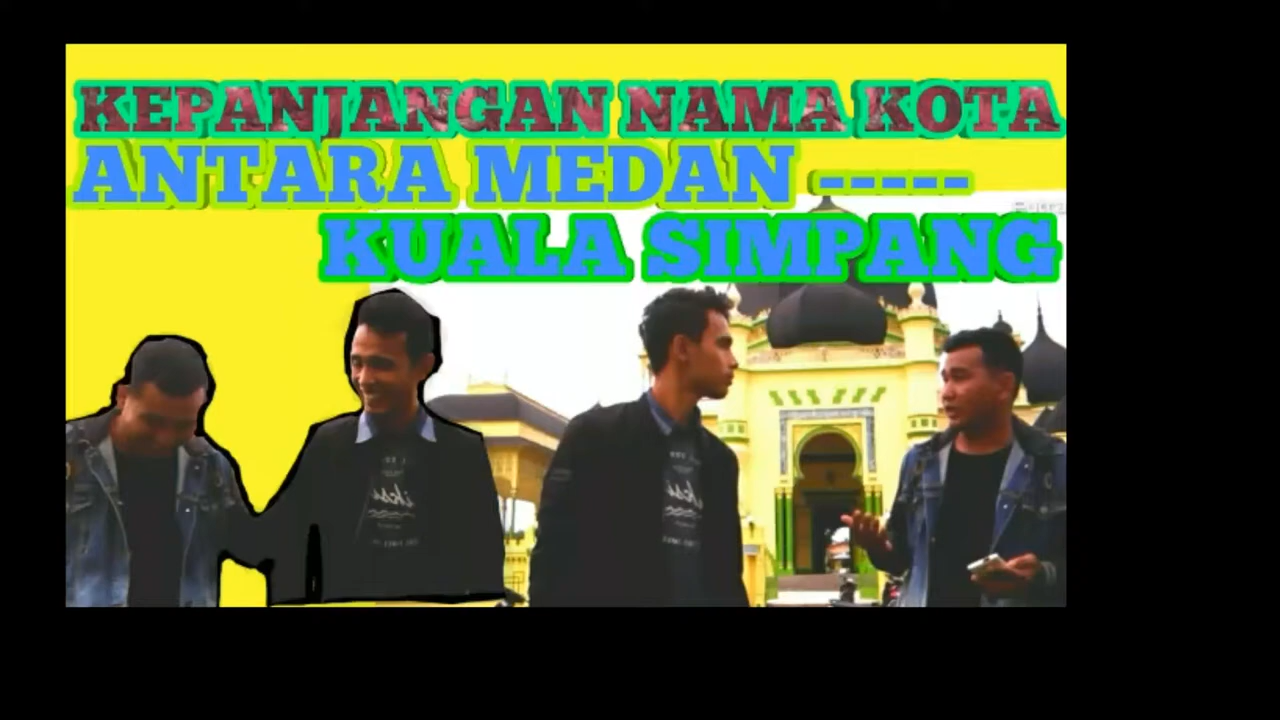 KEPANJANGAN NAMA KOTA
ANTARA MEDAN -----
KUALA SIMPANG